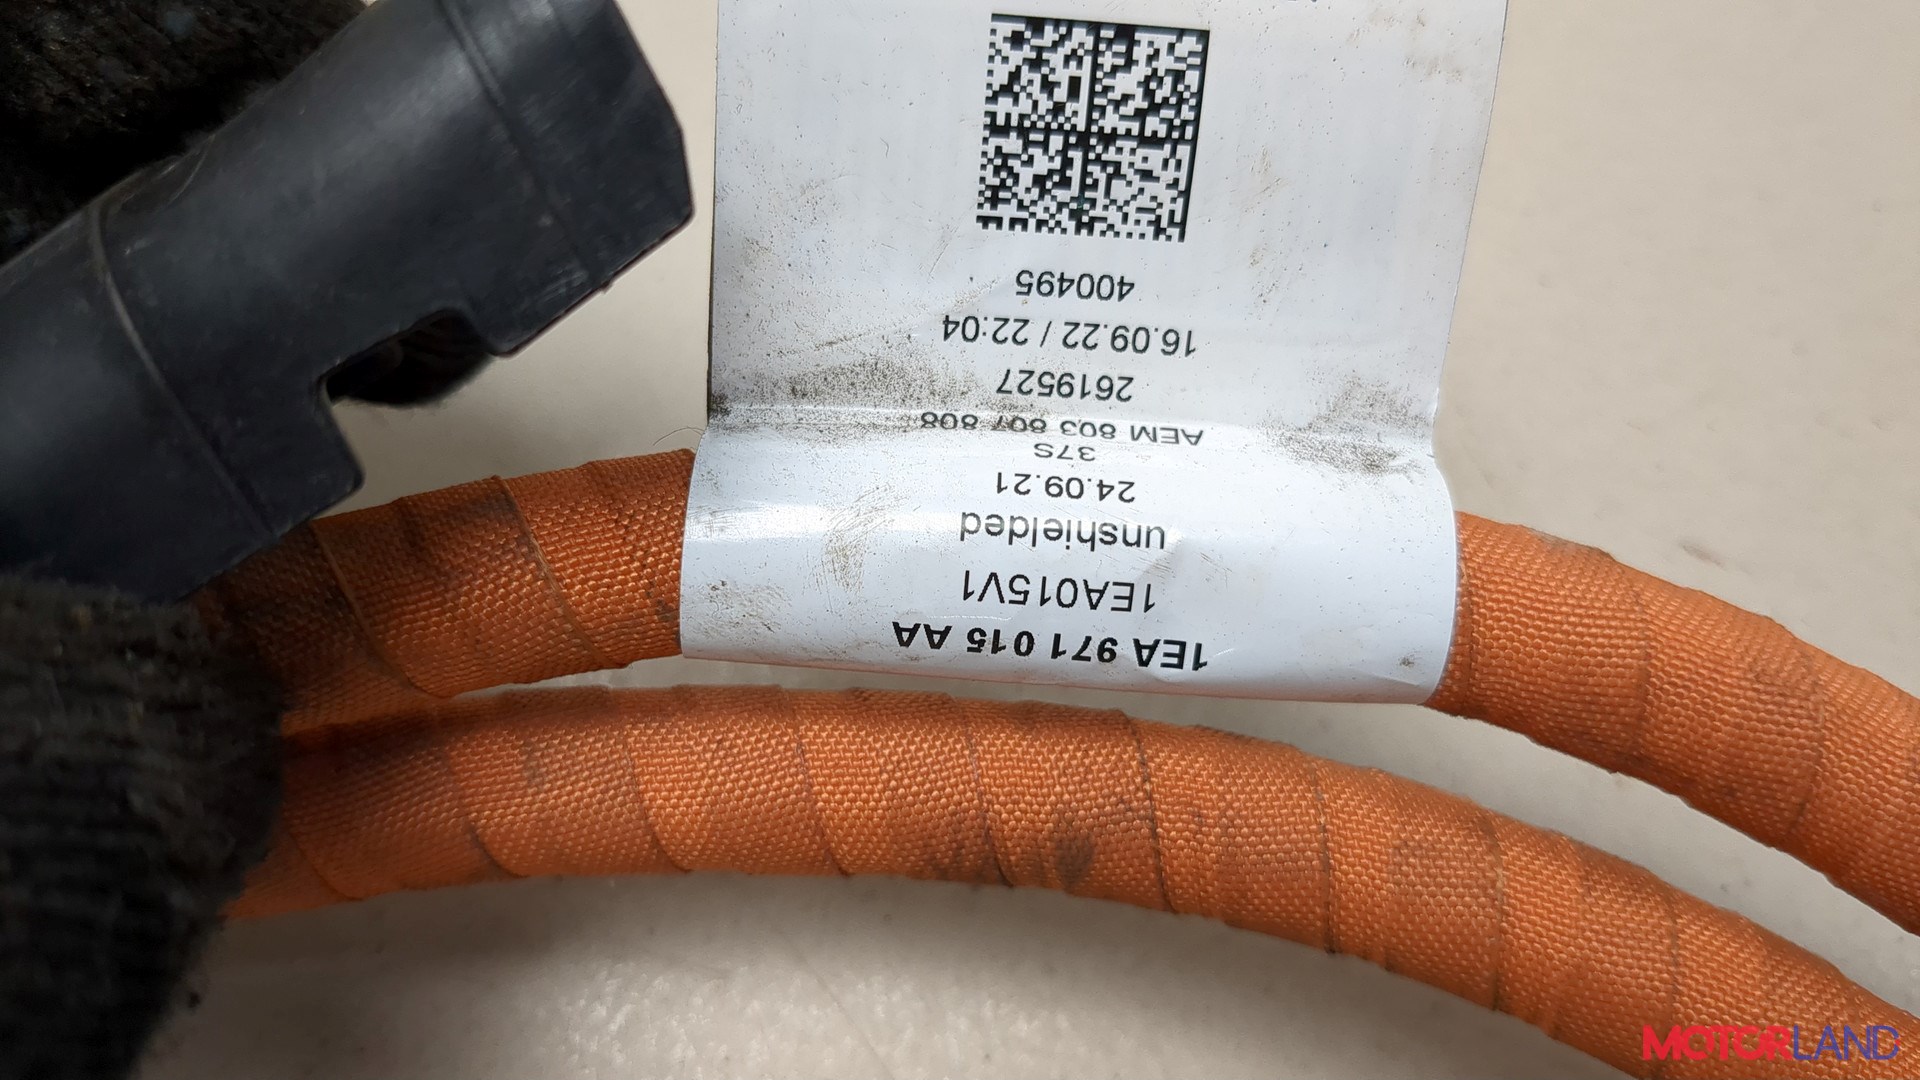 1EA 971 015 AA
1EA015V1
unshielded
24.09.21
37S
AEM 803 807 808
2619527
16.09.22 / 22:04
400495
MOTORLAND